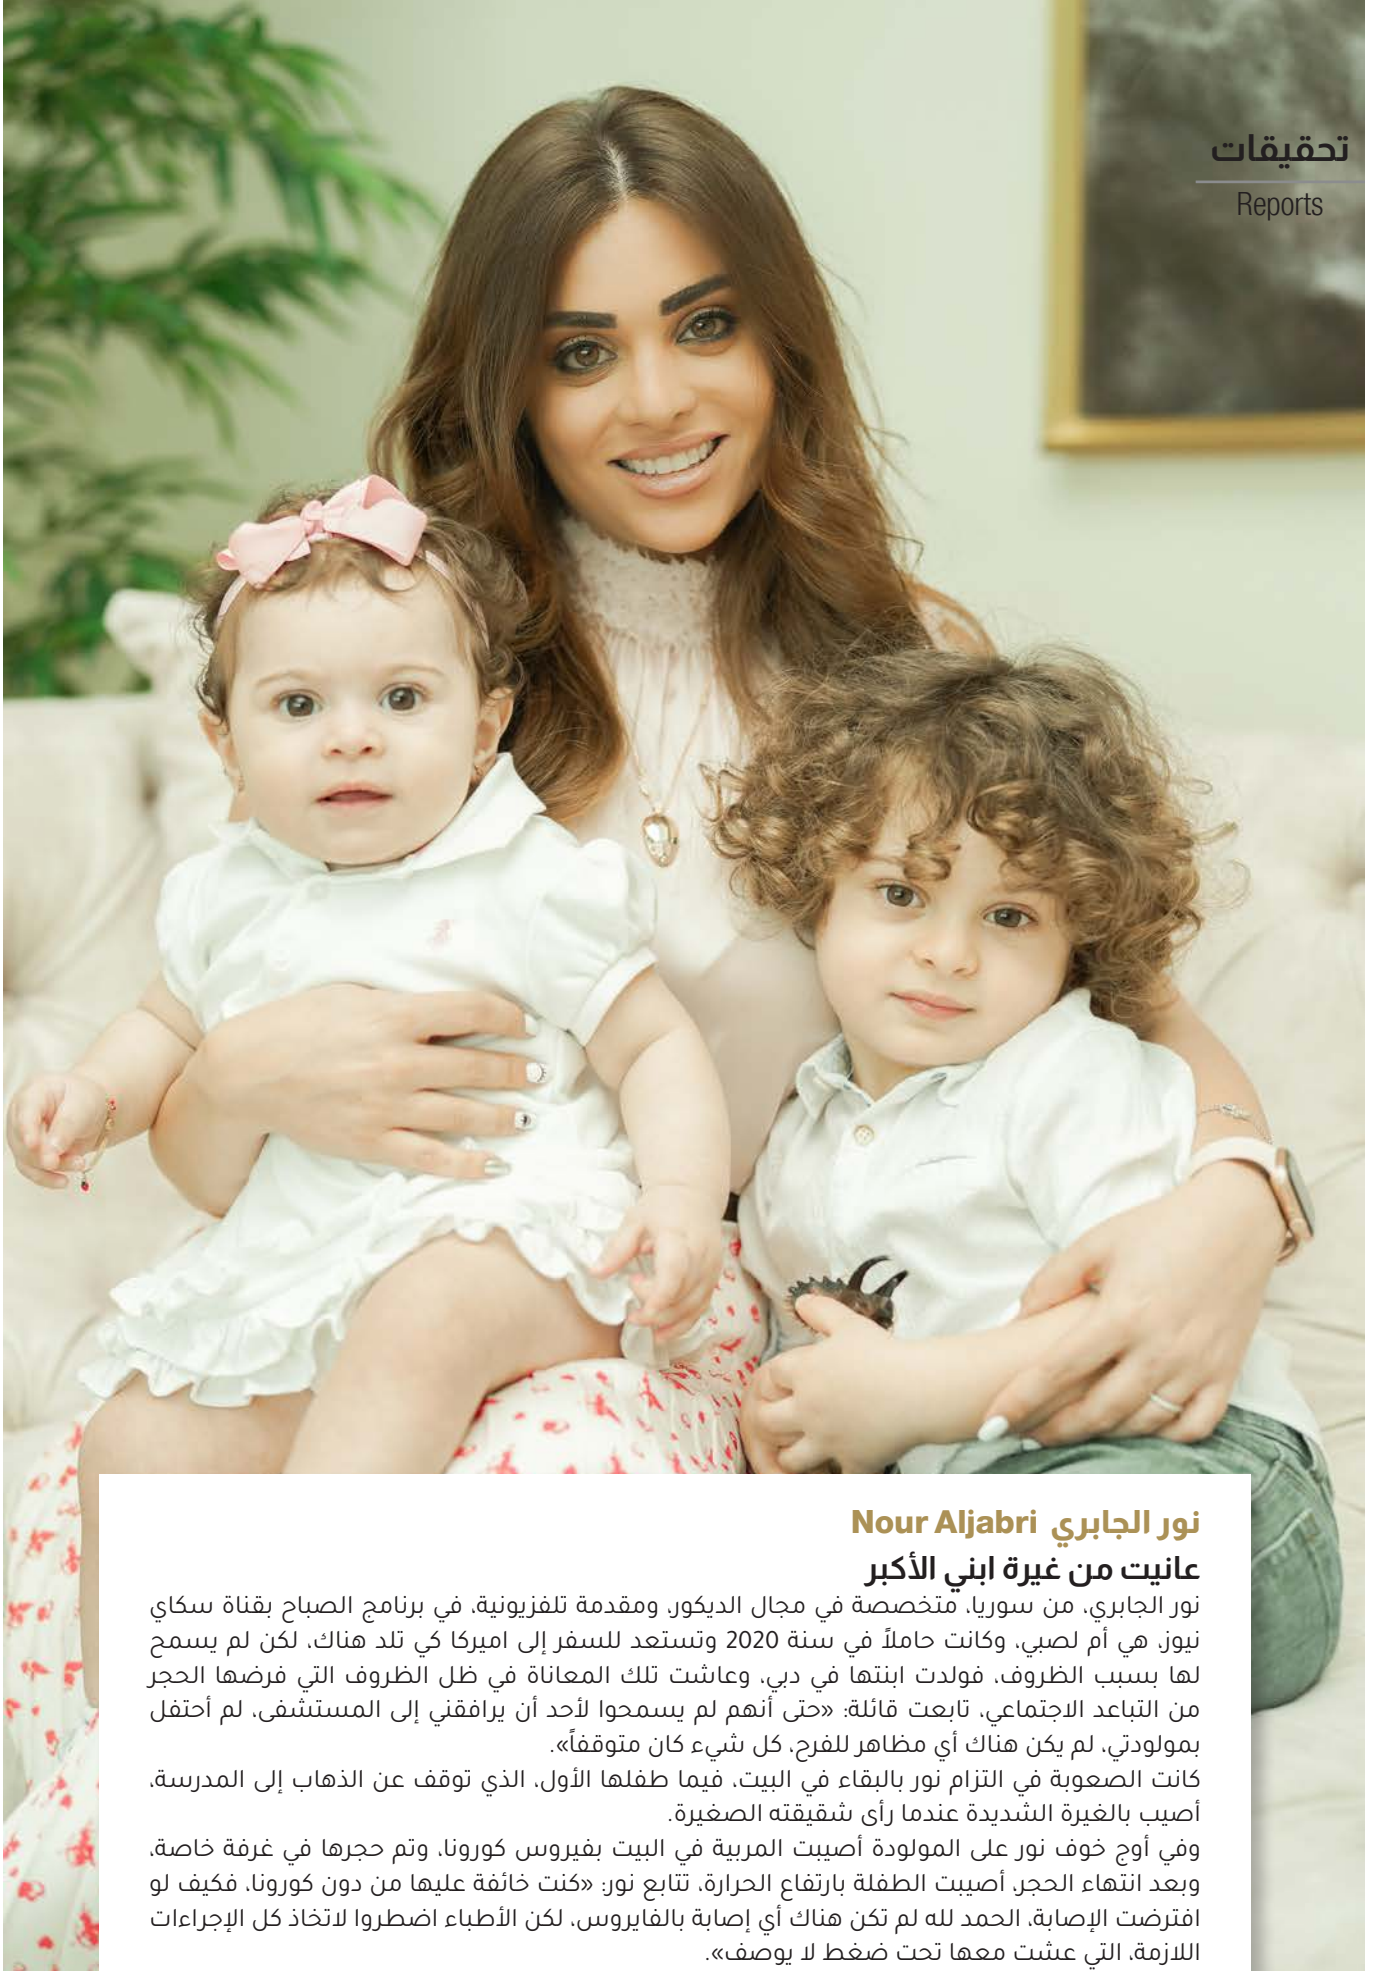 تحقيقات
Reports
نور الجابري Nour Aljabri
عانيت من غيرة ابني الأكبر
نور الجابري، من سوريا، متخصصة في مجال الديكور، ومقدمة تلفزيونية، في برنامج الصباح بقناة سكاي
نيوز، هي أم لصبي، وكانت حاملاً في سنة 2020 وتستعد للسفر إلى اميركا كي تلد هناك، لكن لم يسمح
لها بسبب الظروف، فولدت ابنتها في دبي، وعاشت تلك المعاناة في ظل الظروف التي فرضها الحجر
من التباعد الاجتماعي، تابعت قائلة: «حتى أنهم لم يسمحوا لأحد أن يرافقني إلى المستشفى، لم أحتفل
بمولودتي، لم يكن هناك أي مظاهر للفرح، كل شيء كان متوقفاً».
كانت الصعوبة في التزام نور بالبقاء في البيت، فيما طفلها الأول، الذي توقف عن الذهاب إلى المدرسة،
أصيب بالغيرة الشديدة عندما رأى شقيقته الصغيرة.
وفي أوج خوف نور على المولودة أصيبت المربية في البيت بفيروس كورونا، وتم حجرها في غرفة خاصة،
وبعد انتهاء الحجر، أصيبت الطفلة بارتفاع الحرارة، تتابع نور: «كنت خائفة عليها من دون كورونا، فكيف لو
افترضت الإصابة، الحمد لله لم تكن هناك أي إصابة بالفايروس، لكن الأطباء اضطروا لاتخاذ كل الإجراءات
اللازمة، التي عشت معها تحت ضغط لا يوصف».